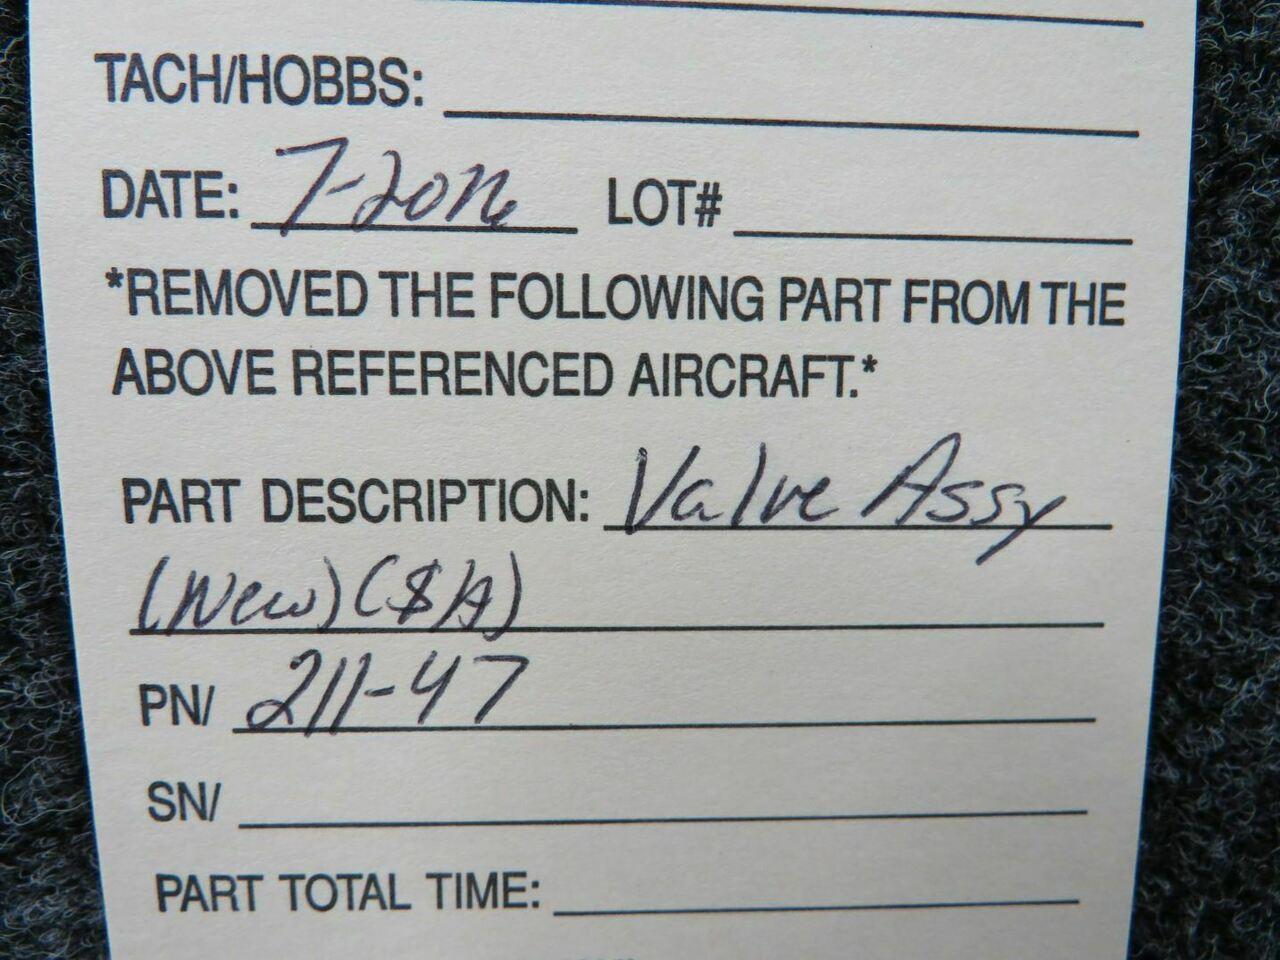 TACH/HOBBS:
DATE: 7-2016 LOT#
*REMOVED THE FOLLOWING PART FROM THE
ABOVE REFERENCED AIRCRAFT.*
PART DESCRIPTION: Valve Assy
(New) (S/A)
PN/ 211-47
SN/
PART TOTAL TIME: